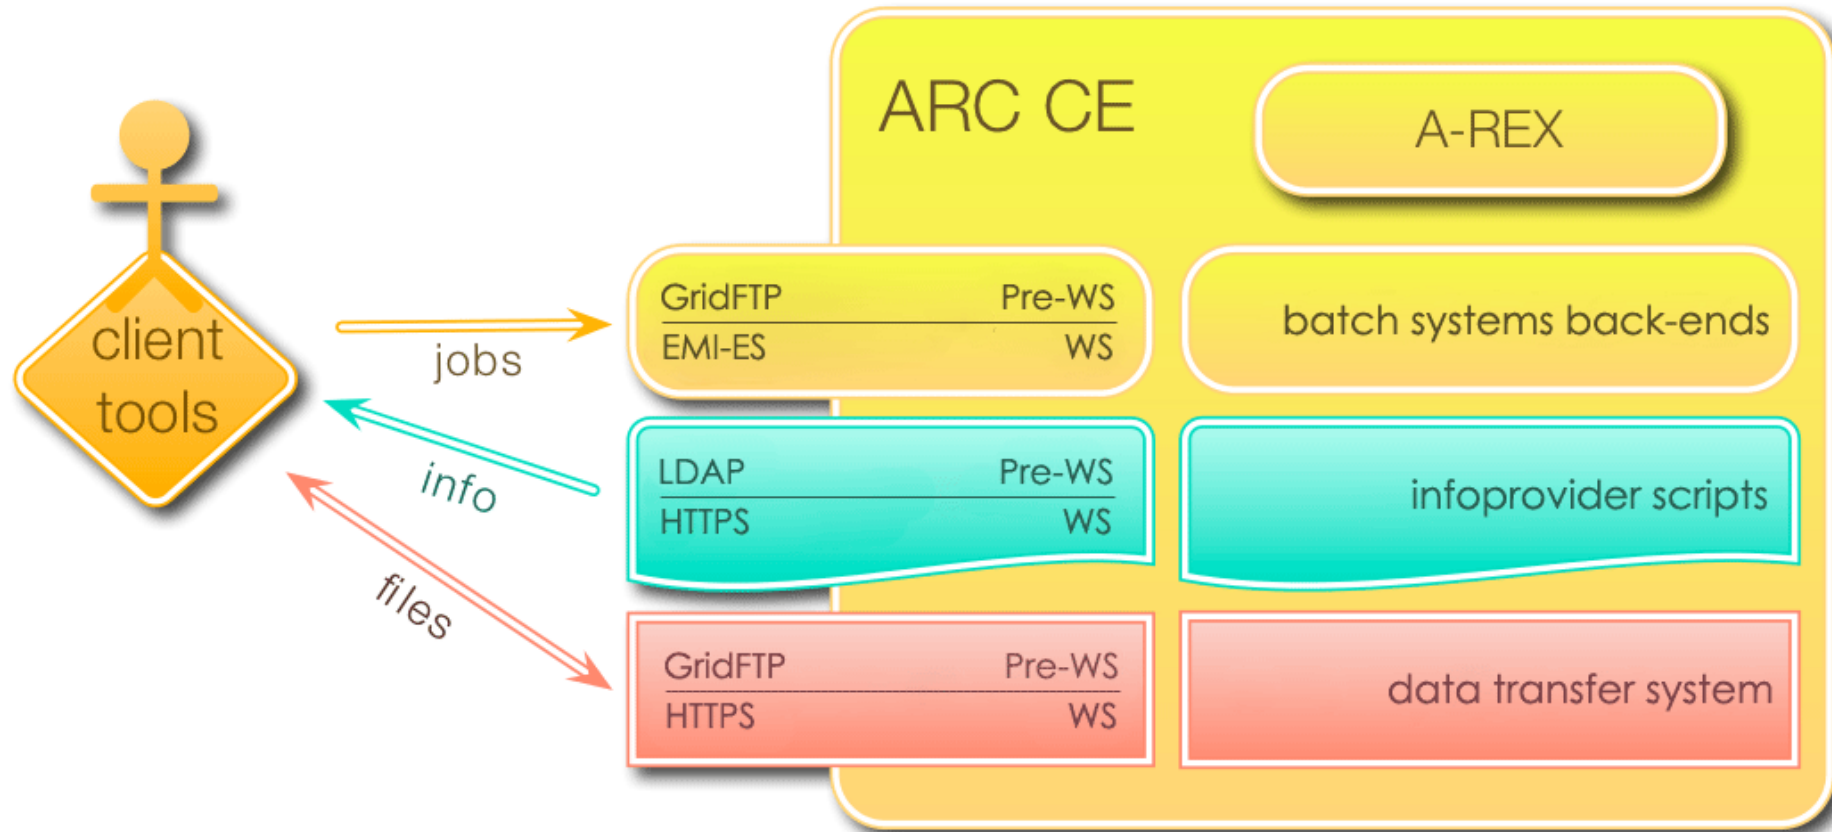 ARC CE
A-REX
client
tools
jobs
info
files
GridFTP Pre-WS
EMI-ES WS
batch systems back-ends
LDAP Pre-WS
HTTPS WS
infoprovider scripts
GridFTP Pre-WS
HTTPS WS
data transfer system